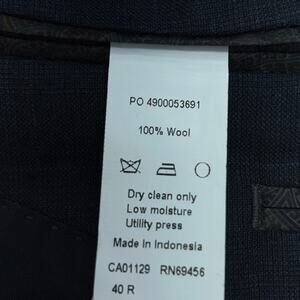 PO 4900053691
100% Wool
Dry clean only
Low moisture
Utility press
Made In Indonesia
CA01129 RN69456
40 R